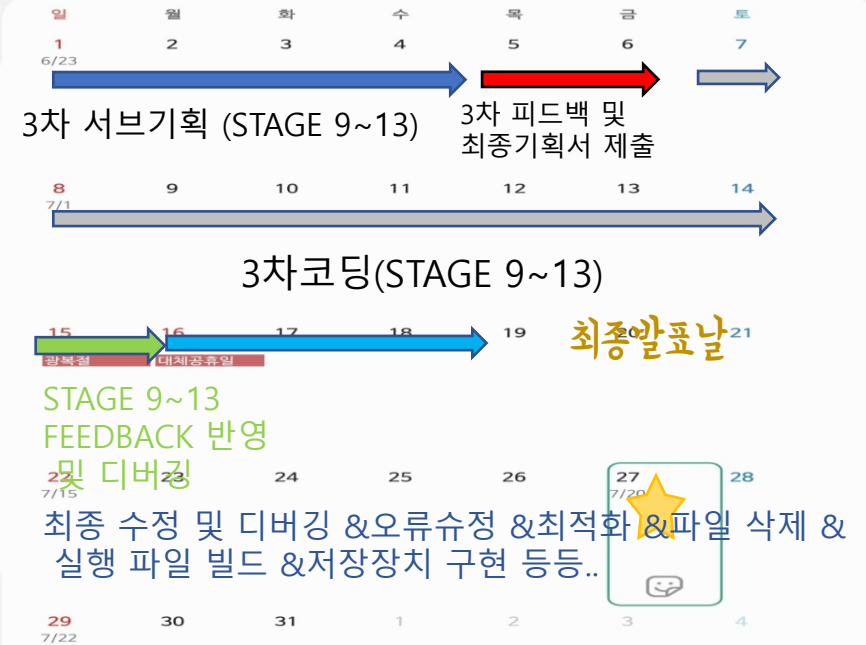 일 월 화 수 목 금 토
1 2 3 4 5 6 7
6/23
3차 서브기획 (STAGE 9~13)
3차 피드백 및
최종기획서 제출
8 9 10 11 12 13 14
7/1
3차코딩(STAGE 9~13)
15 16 17 18 19 20 21
최종발표날
광복절 대체공휴일
STAGE 9~13
FEEDBACK 반영
및 디버깅
22 23 24 25 26 27 28
7/15 7/20
최종 수정 및 디버깅 &오류슈정 &최적화 &파일 삭제 &
실행 파일 빌드 &저장장치 구현 등등..
29 30 31 1 2 3 4
7/22